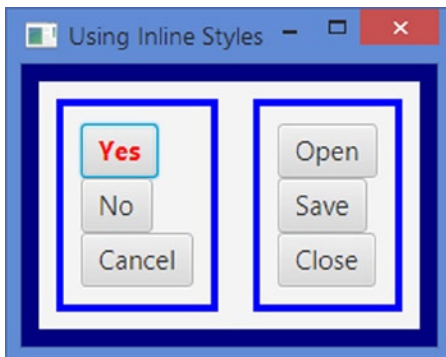 Using Inline Styles
Yes
No
Cancel
Open
Save
Close